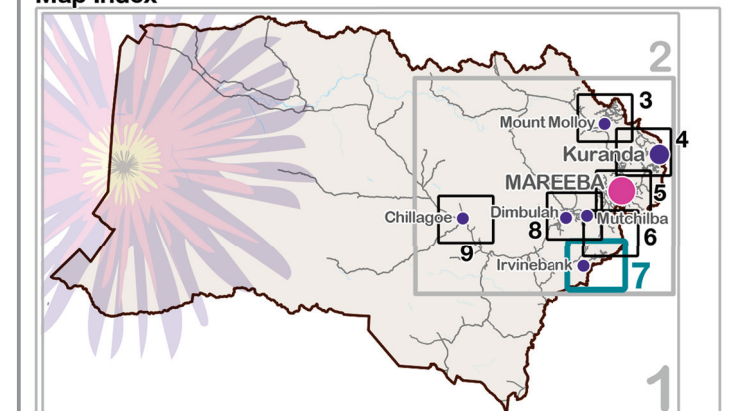 Map Index
2
3
Mount Molloy
4
Kuranda
MAREEBA
5
Chillagoe
Dimbulah
Mutchilba
8
6
9
Irvinebank
7
1